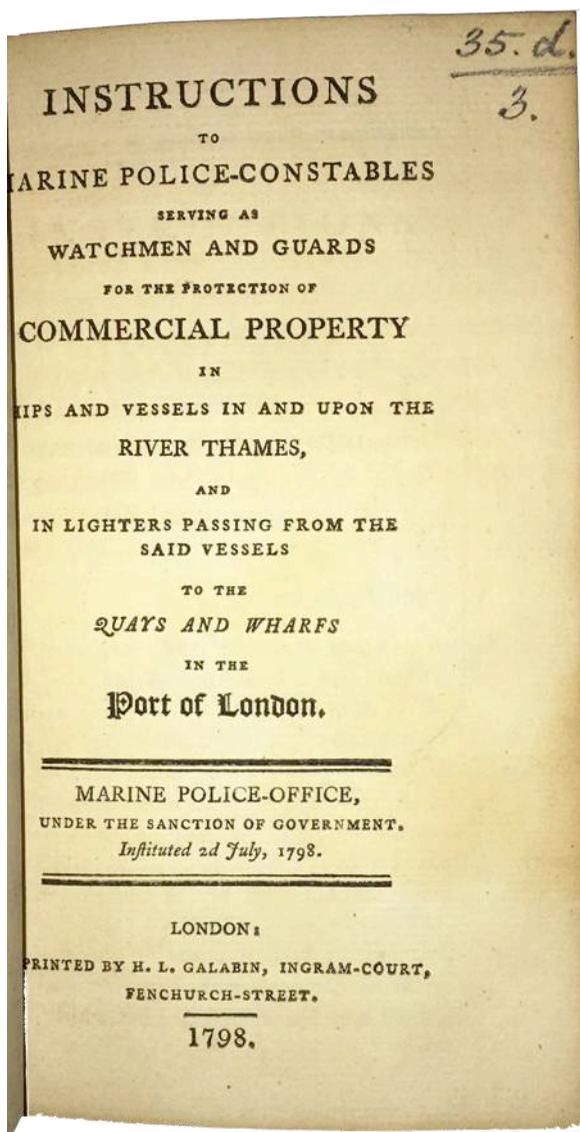 35. d.
3.
INSTRUCTIONS
TO
ARINE POLICE-CONSTABLES
SERVING AS
WATCHMEN AND GUARDS
FOR THE PROTECTION OF
COMMERCIAL PROPERTY
IN
IPS AND VESSELS IN AND UPON THE
RIVER THAMES,
AND
IN LIGHTERS PASSING FROM THE
SAID VESSELS
TO THE
QUAYS AND WHARFS
IN THE
Port of London.
MARINE POLICE-OFFICE,
UNDER THE SANCTION OF GOVERNMENT.
Inſtituted 2d July, 1798.
LONDON:
PRINTED BY H. L. GALABIN, INGRAM-COURT,
FENCHURCH-STREET.
1798.